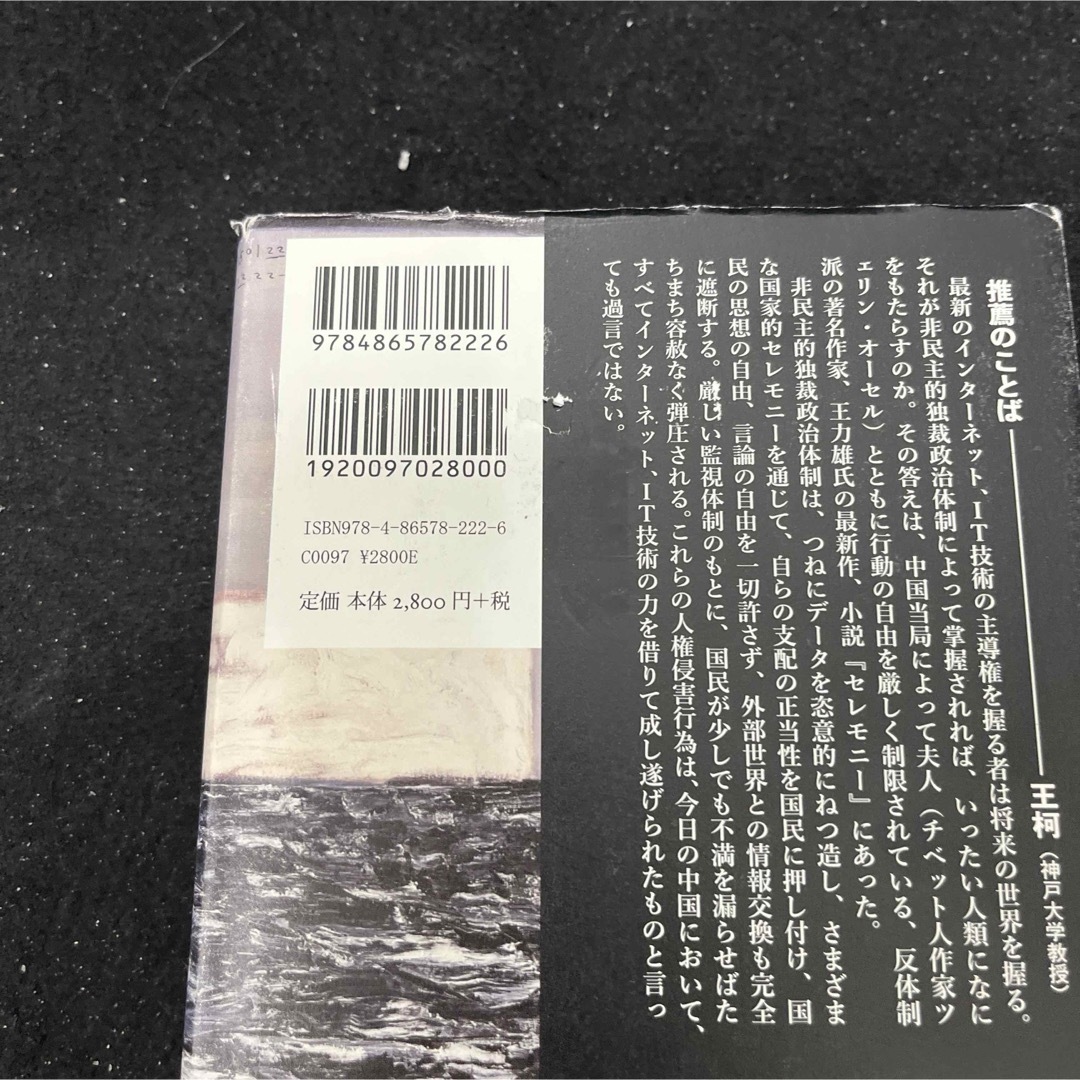 推薦のことば――――王柯(神戸大学教授)
最新のインターネット、IT技術の主導権を握る者は将来の世界を握る。
それが非民主的独裁政治体制によって掌握されれば、いったい人類になに
をもたらすのか。その答えは、中国当局によって夫人(チベット人作家ツ
ェリン・オーセル)とともに行動の自由を厳しく制限されている、反体制
派の著名作家、王力雄氏の最新作、小説『セレモニー』にあった。
非民主的独裁政治体制は、つねにデータを恣意的にねつ造し、さまざま
な国家的セレモニーを通じて、自らの支配の正当性を国民に押し付け、国
民の思想の自由、言論の自由を一切許さず、外部世界との情報交換も完全
に遮断する。厳しい監視体制のもとに、国民が少しでも不満を漏らせばたち
ちまち容赦なく弾圧される。これらの人権侵害行為は、今日の中国において、
すべてインターネット、IT技術の力を借りて成し遂げられたものと言っ
ても過言ではない。
9784865782226
1920097028000
ISBN978-4-86578-222-6
C0097 ¥2800E
定価 本体2,800円+税